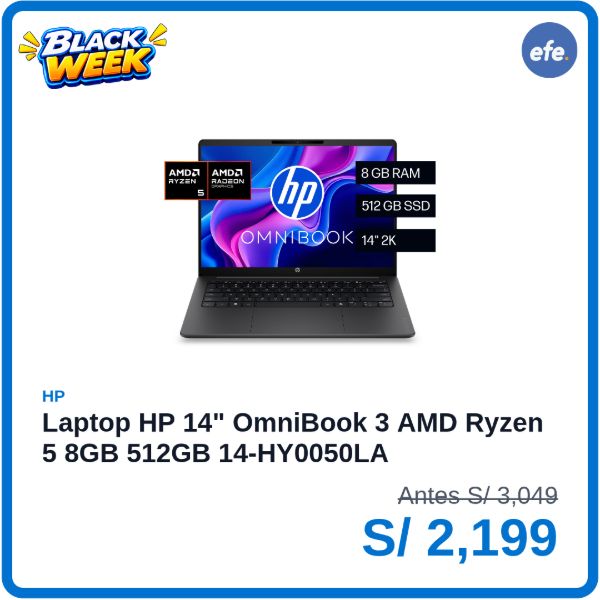 BLACK
WEEK
efe.
AMD
RYZEN
5
AMD
RADEON
GRAPHICS
hp
OMNIBOOK
8 GB RAM
512 GB SSD
14" 2K
HP
Laptop HP 14" OmniBook 3 AMD Ryzen
5 8GB 512GB 14-HY0050LA
Antes S/ 3,049
S/ 2,199